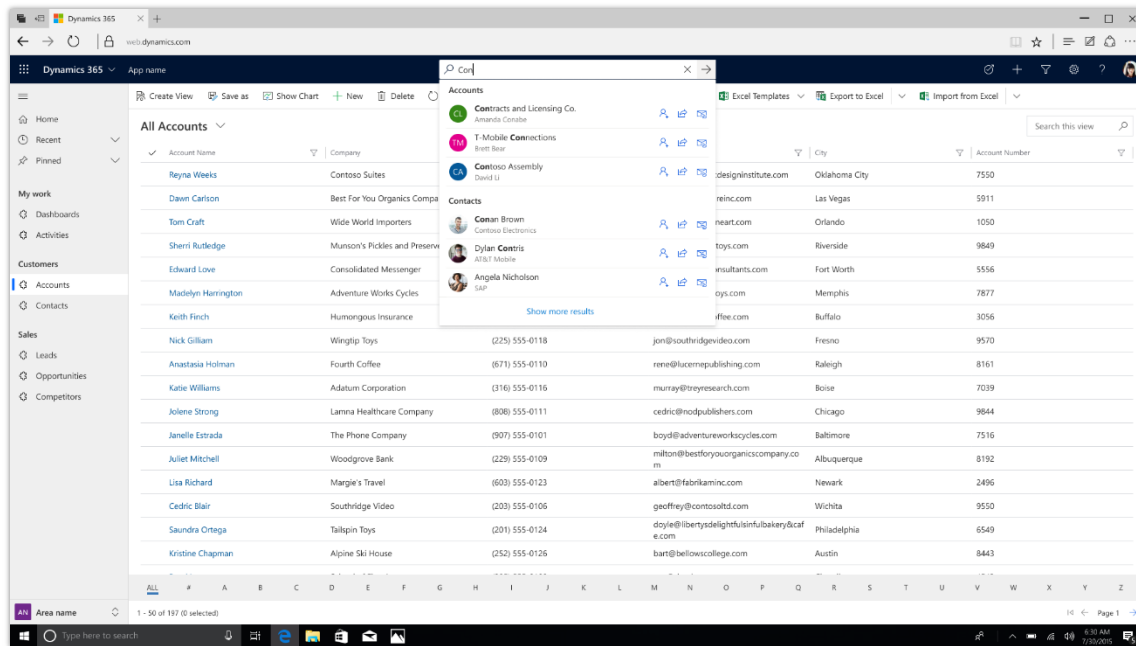 Dynamics 365
web.dynamics.com
Dynamics 365 App name
Con
Create View Save as Show Chart New Delete Excel Templates Export to Excel Import from Excel
Accounts
Contracts and Licensing Co.
Amanda Conabe
T-Mobile Connections
Brett Bear
Contoso Assembly
David Li
Contacts
Conan Brown
Contoso Electronics
Dylan Contris
AT&T Mobile
Angela Nicholson
SAP
Show more results
Home
Recent
Pinned
My work
Dashboards
Activities
Customers
Accounts
Contacts
Sales
Leads
Opportunities
Competitors
All Accounts
Search this view
Account Name Company City Account Number
Reyna Weeks Contoso Suites designinstitute.com Oklahoma City 7550
Dawn Carlson Best For You Organics Compa reinc.com Las Vegas 5911
Tom Craft Wide World Importers neart.com Orlando 1050
Sherri Rutledge Munson's Pickles and Preserve toys.com Riverside 9849
Edward Love Consolidated Messenger nsultants.com Fort Worth 5556
Madelyn Harrington Adventure Works Cycles oys.com Memphis 7877
Keith Finch Humongous Insurance ffee.com Buffalo 3056
Nick Gilliam Wingtip Toys (225) 555-0118 jon@southridgevideo.com Fresno 9570
Anastasia Holman Fourth Coffee (671) 555-0110 rene@lucernepublishing.com Raleigh 8161
Katie Williams Adatum Corporation (316) 555-0116 murray@treyresearch.com Boise 7039
Jolene Strong Lamna Healthcare Company (808) 555-0111 cedric@nodpublishers.com Chicago 9844
Janelle Estrada The Phone Company (907) 555-0101 boyd@adventureworkscycles.com Baltimore 7516
Juliet Mitchell Woodgrove Bank (229) 555-0109 milton@bestforyouorganicscompany.co
m Albuquerque 8192
Lisa Richard Margie's Travel (603) 555-0123 albert@fabrikaminc.com Newark 2496
Cedric Blair Southridge Video (203) 555-0106 geoffrey@contosoltd.com Wichita 9550
Saundra Ortega Tailspin Toys (201) 555-0124 doyle@libertysdelightfulsinfulbakery&caf
e.com Philadelphia 6549
Kristine Chapman Alpine Ski House (252) 555-0126 bart@bellowscollege.com Austin 8443
ALL # A B C D E F G H I J K L M N O P Q R S T U V W X Y Z
AN Area name
1 - 50 of 197 (0 selected)
Page 1
Type here to search
6:30 AM
7/30/2015